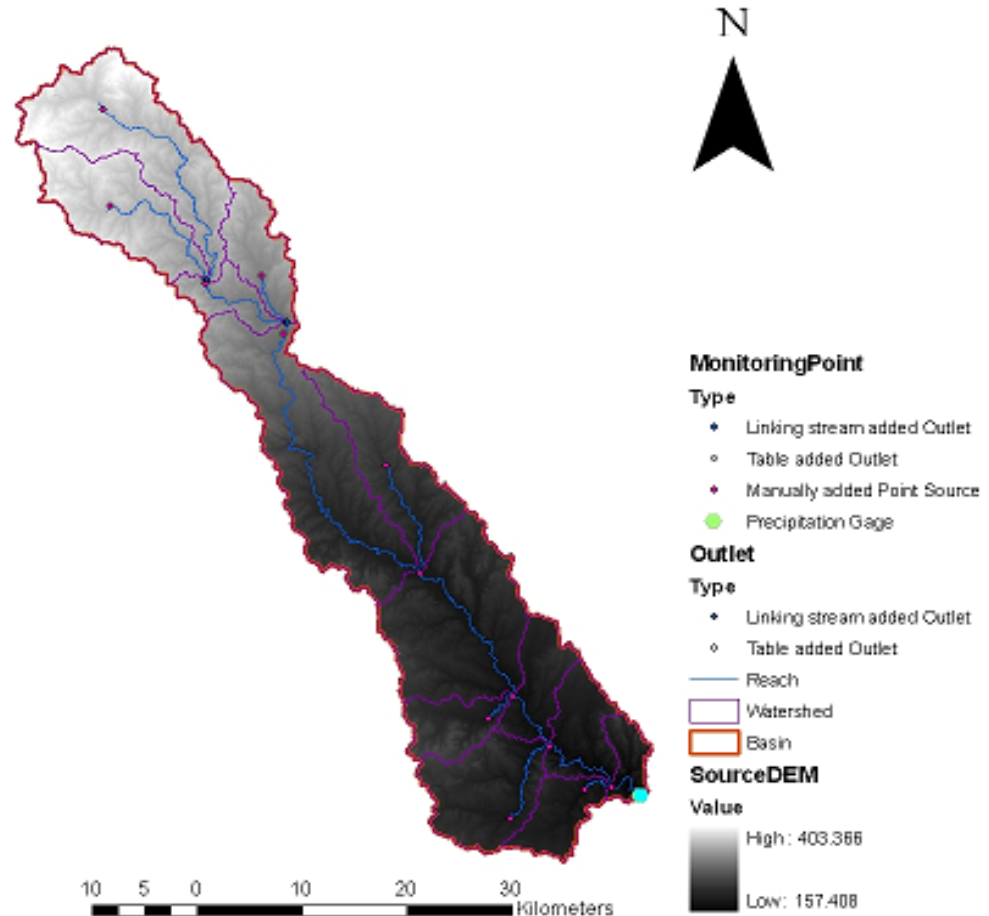 N
MonitoringPoint
Type
Linking stream added Outlet
Table added Outlet
Manually added Point Source
Precipitation Gage
Outlet
Type
Linking stream added Outlet
Table added Outlet
Reach
Watershed
Basin
SourceDEM
Value
High : 403.366
Low: 157.408
10 5 0 10 20 30
Kilometers